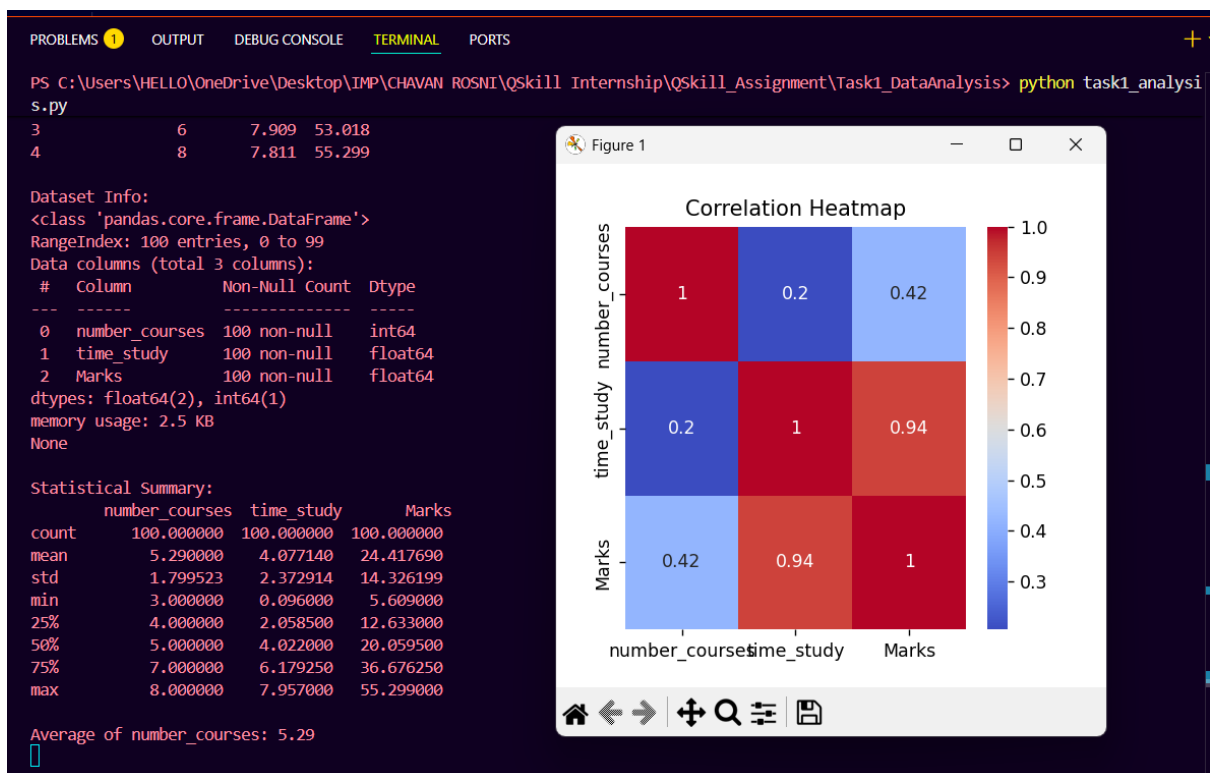 PROBLEMS 1 OUTPUT DEBUG CONSOLE TERMINAL PORTS
PS C:\Users\HELLO\OneDrive\Desktop\IMP\CHAVAN ROSNI\QSkill Internship\QSkill_Assignment\Task1_DataAnalysis> python task1_analysi
s.py
3 6 7.909 53.018
4 8 7.811 55.299
Dataset Info:
<class 'pandas.core.frame.DataFrame'>
RangeIndex: 100 entries, 0 to 99
Data columns (total 3 columns):
# Column Non-Null Count Dtype
--- ------ -------------- -----
0 number_courses 100 non-null int64
1 time_study 100 non-null float64
2 Marks 100 non-null float64
dtypes: float64(2), int64(1)
memory usage: 2.5 KB
None
Statistical Summary:
number_courses time_study Marks
count 100.000000 100.000000 100.000000
mean 5.290000 4.077140 24.417690
std 1.799523 2.372914 14.326199
min 3.000000 0.096000 5.609000
25% 4.000000 2.058500 12.633000
50% 5.000000 4.022000 20.059500
75% 7.000000 6.179250 36.676250
max 8.000000 7.957000 55.299000
Average of number_courses: 5.29
Figure 1
Correlation Heatmap
number_courses 1 0.2 0.42
time_study 0.2 1 0.94
Marks 0.42 0.94 1
number_courses time_study Marks
1.0
0.9
0.8
0.7
0.6
0.5
0.4
0.3